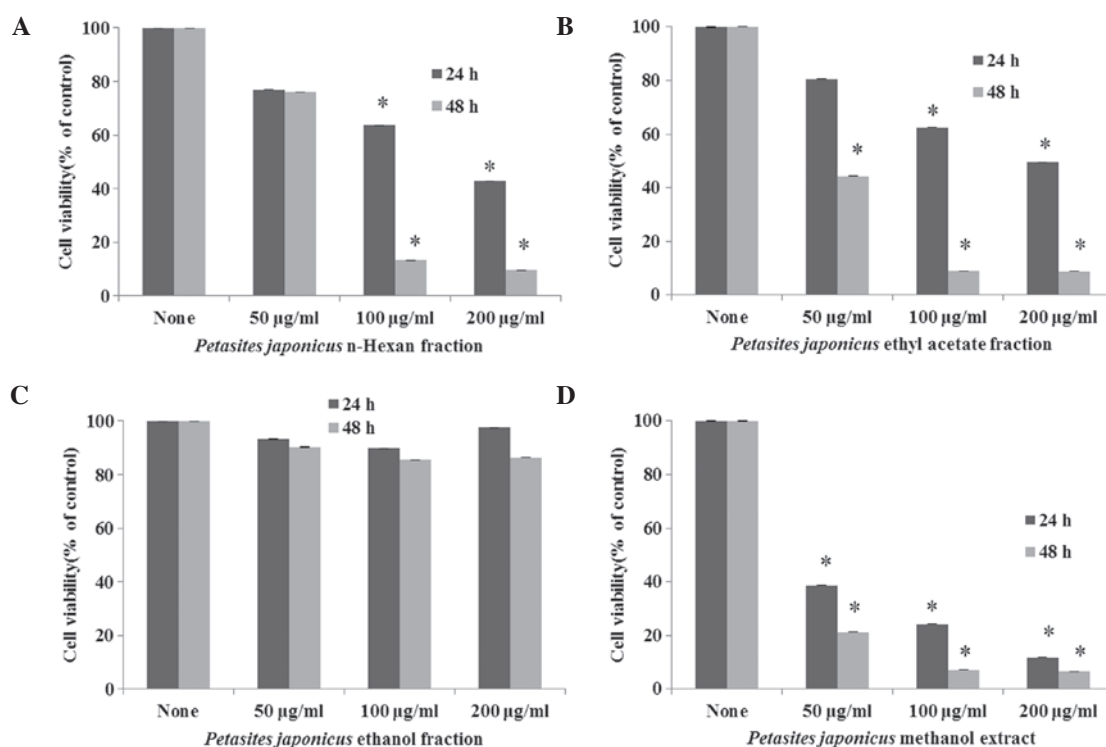 A
Cell viability(% of control)
100
80
60
40
20
0
24 h
48 h
*
*
*
*
None 50 µg/ml 100 µg/ml 200 µg/ml
Petasites japonicus n-Hexan fraction
B
Cell viability(% of control)
100
80
60
40
20
0
24 h
48 h
*
*
*
*
*
None 50 µg/ml 100 µg/ml 200 µg/ml
Petasites japonicus ethyl acetate fraction
C
Cell viability(% of control)
100
80
60
40
20
0
24 h
48 h
None 50 µg/ml 100 µg/ml 200 µg/ml
Petasites japonicus ethanol fraction
D
Cell viability(% of control)
100
80
60
40
20
0
24 h
48 h
*
*
*
*
*
*
None 50 µg/ml 100 µg/ml 200 µg/ml
Petasites japonicus methanol extract